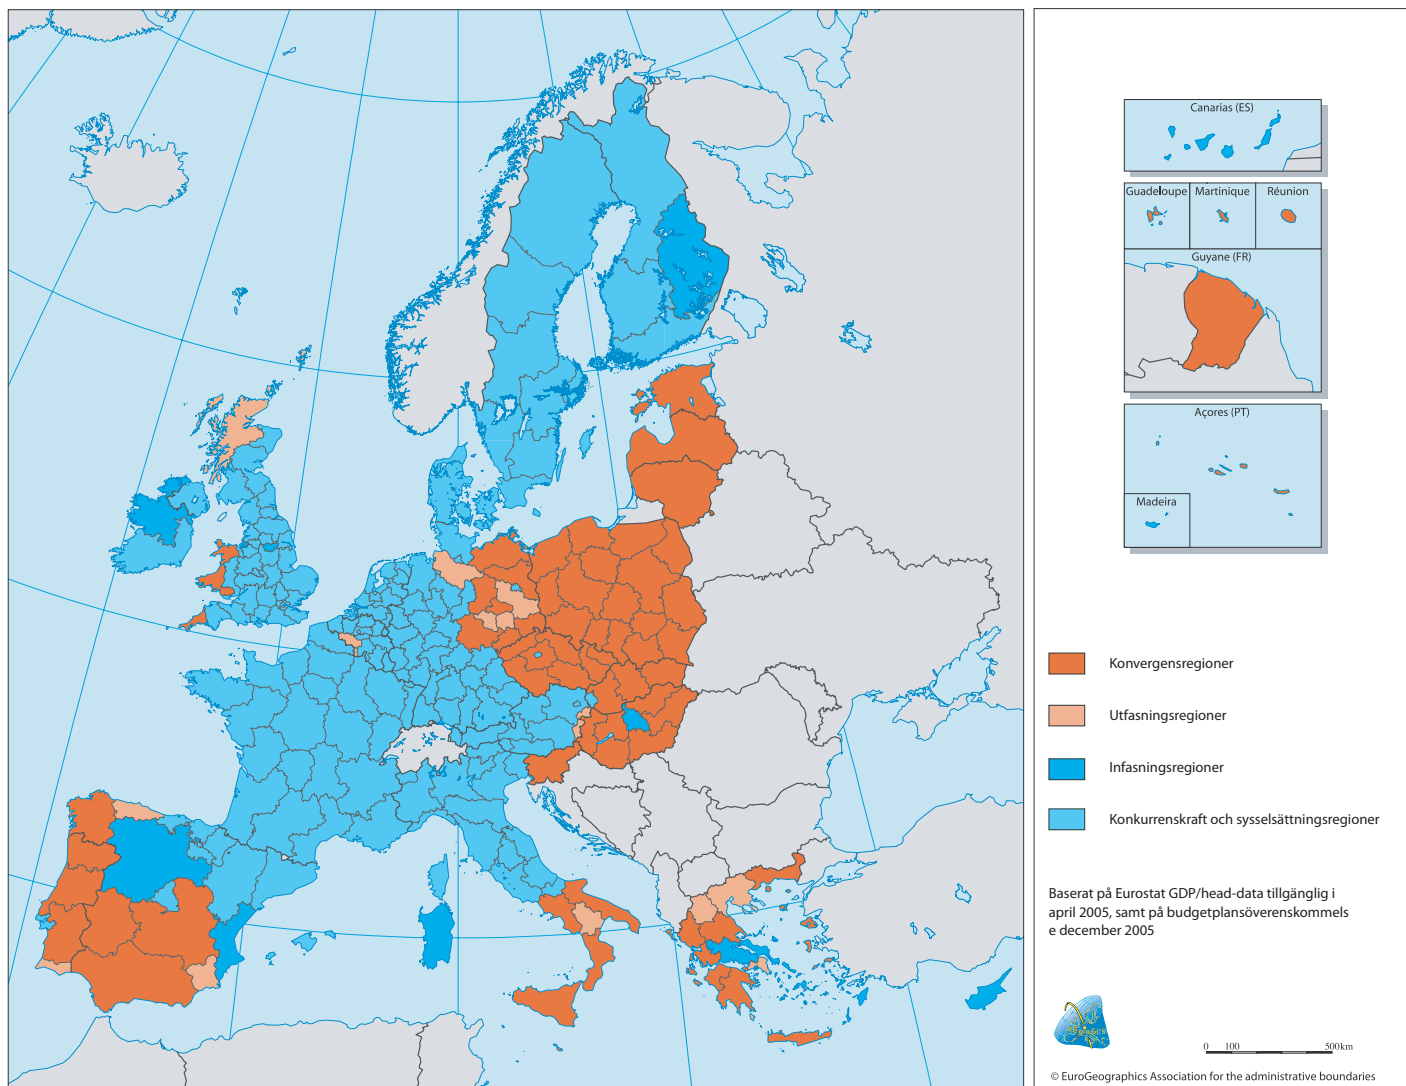 Canarias (ES)
Guadeloupe
Martinique
Réunion
Guyane (FR)
Açores (PT)
Madeira
Konvergensregioner
Utfasningsregioner
Infasningsregioner
Konkurrenskraft och sysselsättningsregioner
Baserat på Eurostat GDP/head-data tillgänglig i
april 2005, samt på budgetplansöverenskommels
e december 2005
0 100 500km
© EuroGeographics Association for the administrative boundaries